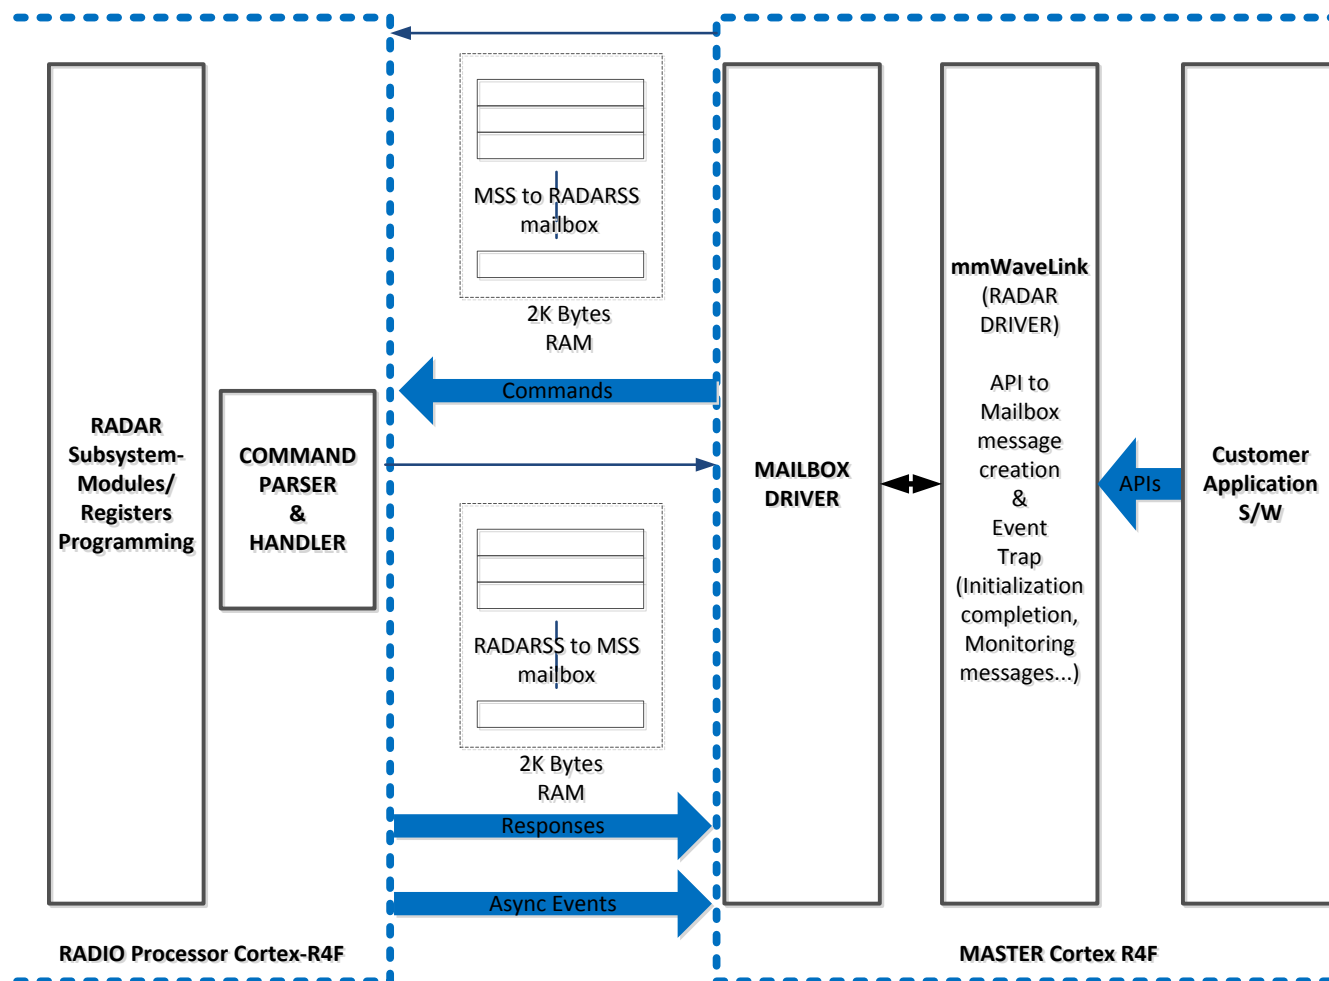 RADAR
Subsystem-
Modules/
Registers
Programming
COMMAND
PARSER
&
HANDLER
RADIO Processor Cortex-R4F
MSS to RADARSS
mailbox
2K Bytes
RAM
Commands
RADARSS to MSS
mailbox
2K Bytes
RAM
Responses
Async Events
MAILBOX
DRIVER
mmWaveLink
(RADAR
DRIVER)
API to
Mailbox
message
creation
&
Event
Trap
(Initialization
completion,
Monitoring
messages...)
APIs
Customer
Application
S/W
MASTER Cortex R4F